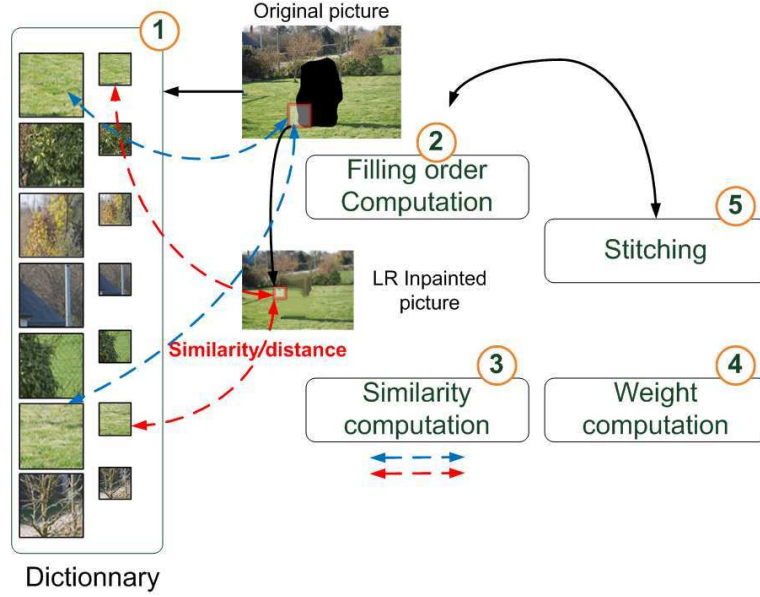 Original picture
1
2
Filling order
Computation
5
Stitching
LR Inpainted
picture
Similarity/distance
3
Similarity
computation
4
Weight
computation
Dictionnary